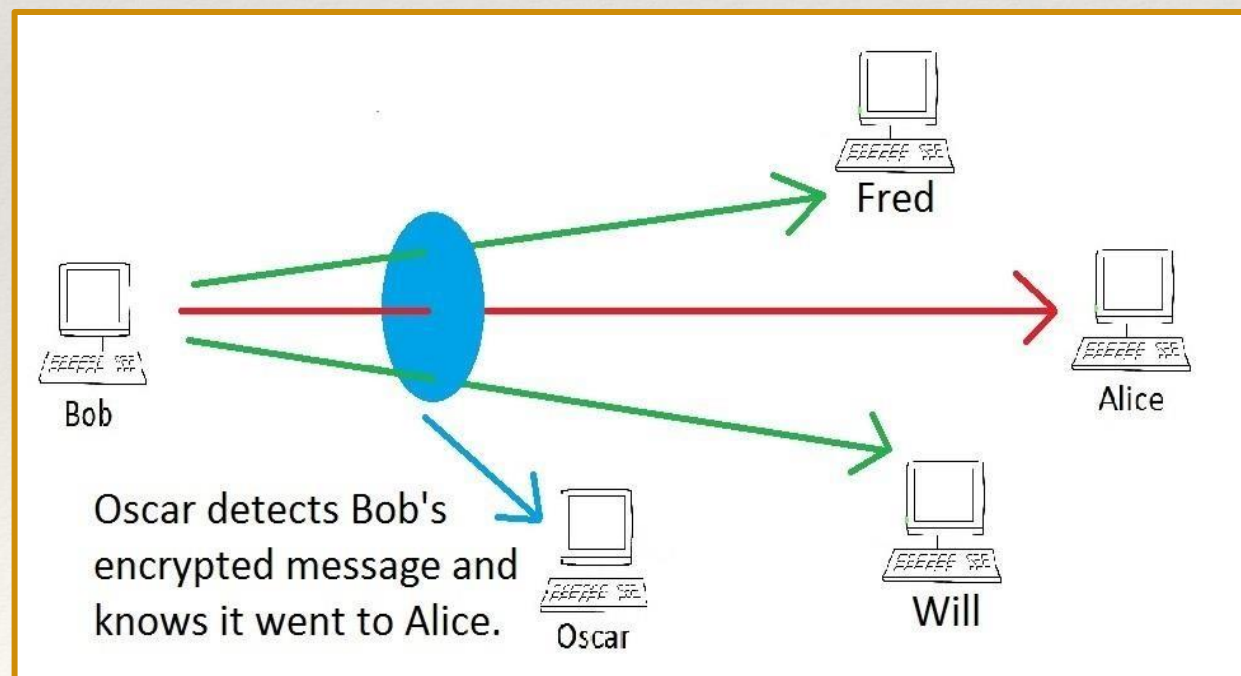 Fred
Bob
Alice
Oscar detects Bob's
encrypted message and
knows it went to Alice.
Oscar
Will